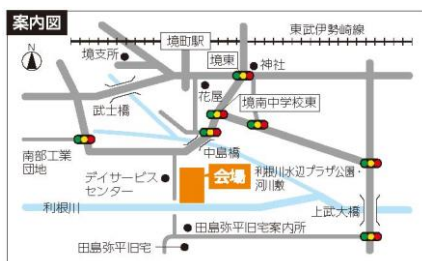 案内図
東武伊勢崎線
N
境町駅
境支所
境東
神社
花屋
武士橋
境南中学校東
南部工業
団地
中島橋
デイサービス
センター
会場
利根川水辺プラザ公園・
河川敷
利根川
上武大橋
田島弥平旧宅案内所
田島弥平旧宅